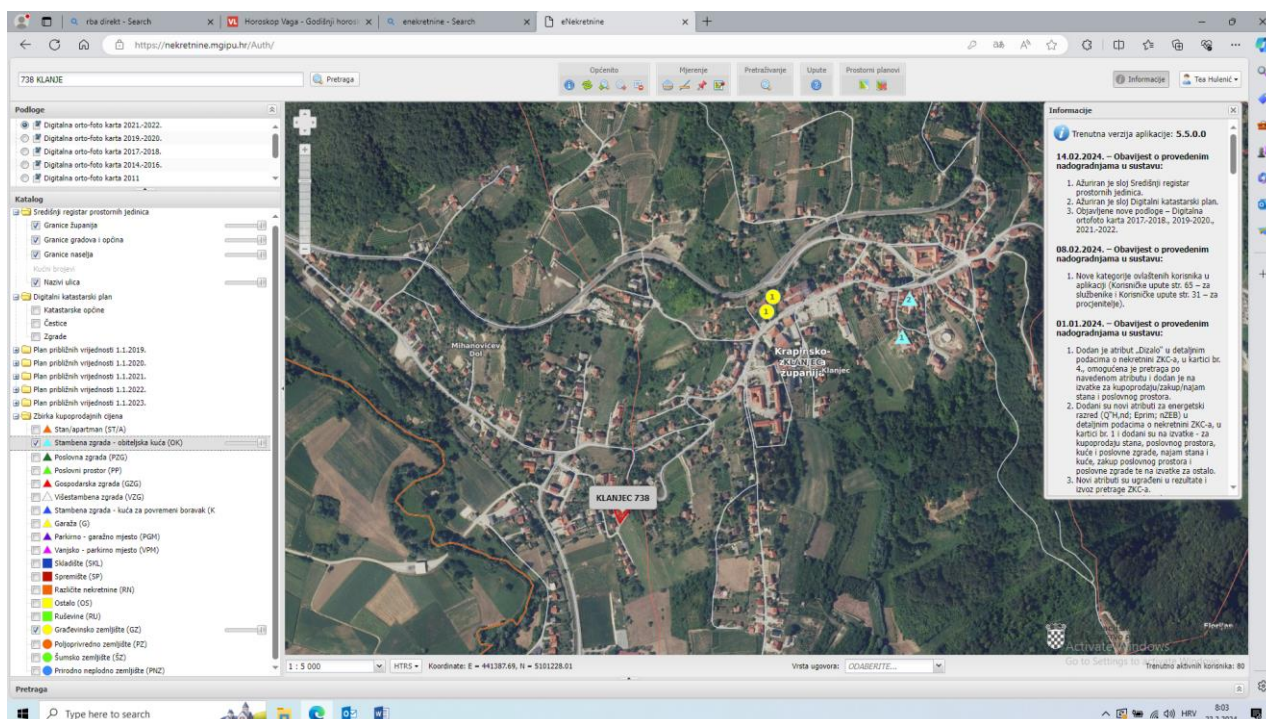 rba direkt - Search
Horoskop Vaga - Godišnji horos
enekretnine - Search
eNekretnine
https://nekretnine.mgipu.hr/Auth/
738 KLANJE
Pretraga
Općenito
Mjerenje
Pretraživanje
Upute
Prostorni planovi
Informacije
Tea Hulenić
Podloge
Digitalna orto-foto karta 2021.-2022.
Digitalna orto-foto karta 2019.-2020.
Digitalna orto-foto karta 2017.-2018.
Digitalna orto-foto karta 2014.-2016.
Digitalna orto-foto karta 2011
Katalog
Središnji registar prostornih jedinica
Granice županija
Granice gradova i općina
Granice naselja
Kućni brojevi
Nazivi ulica
Digitalni katastarski plan
Katastarske općine
Čestice
Zgrade
Plan približnih vrijednosti 1.1.2019.
Plan približnih vrijednosti 1.1.2020.
Plan približnih vrijednosti 1.1.2021.
Plan približnih vrijednosti 1.1.2022.
Plan približnih vrijednosti 1.1.2023.
Zbirka kupoprodajnih cijena
Stan/apartman (ST/A)
Stambena zgrada - obiteljska kuća (OK)
Poslovna zgrada (PZG)
Poslovni prostor (PP)
Gospodarska zgrada (GZG)
Višestambena zgrada (VZG)
Stambena zgrada - kuća za povremeni boravak (K
Garaža (G)
Parkirno - garažno mjesto (PGM)
Vanjsko - parkirno mjesto (VPM)
Skladište (SKL)
Spremište (SP)
Različite nekretnine (RN)
Ostalo (OS)
Ruševine (RU)
Građevinsko zemljište (GZ)
Poljoprivredno zemljište (PZ)
Šumsko zemljište (ŠZ)
Prirodno neplodno zemljište (PNZ)
Mihanovićev
Dol
1
1
2
1
Krapinsko-
KLANJEC
županija
Klanjec
KLANJEC 738
Informacije
Trenutna verzija aplikacije: 5.5.0.0
14.02.2024. – Obavijest o provedenim
nadogradnjama u sustavu:
1. Ažuriran je sloj Središnji registar
prostornih jedinica.
2. Ažuriran je sloj Digitalni katastarski plan.
3. Objavljene nove podloge – Digitalna
ortofoto karta 2017.-2018., 2019-2020.,
2021.-2022.
08.02.2024. – Obavijest o provedenim
nadogradnjama u sustavu:
1. Nove kategorije ovlaštenih korisnika u
aplikaciji (Korisničke upute str. 65 – za
službenike i Korisničke upute str. 31 – za
procjenitelje).
01.01.2024. – Obavijest o provedenim
nadogradnjama u sustavu:
1. Dodan je atribut „Dizalo" u detaljnim
podacima o nekretnini ZKC-a, u kartici br.
4., omogućena je pretraga po
navedenom atributu i dodan je na
izvatke za kupoprodaju/zakup/najam
stana i poslovnog prostora.
2. Dodani su novi atributi za energetski
razred (Q"H,nd; Eprim; nZEB) u
detaljnim podacima o nekretnini ZKC-a, u
kartici br. 1 i dodani su na izvatke - za
kupoprodaju stana, poslovnog prostora,
kuće i poslovne zgrade, najam stana i
kuće, zakup poslovnog prostora i
poslovne zgrade te na izvatke za ostalo.
3. Novi atributi su ugrađeni u rezultate i
izvoz pretrage ZKC-a.
Florijan
Activate Windows
Go to Settings to activate Windows.
1 : 5 000
HTRS
Koordinate: E = 441387.69, N = 5101228.01
Vrsta ugovora:
ODABERITE...
Trenutno aktivnih korisnika: 80
Pretraga
Type here to search
HRV
8:03